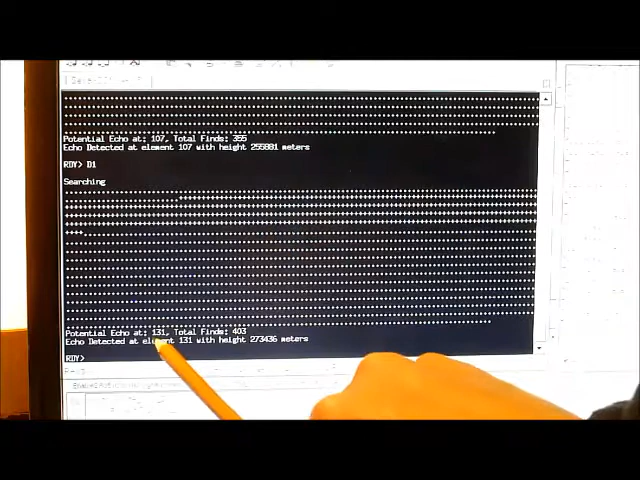 Potential Echo at: 107, Total Finds: 355
Echo Detected at element 107 with height 255881 meters
RDY> D1
Searching
Potential Echo at: 131, Total Finds: 403
Echo Detected at element 131 with height 273436 meters
RDY>